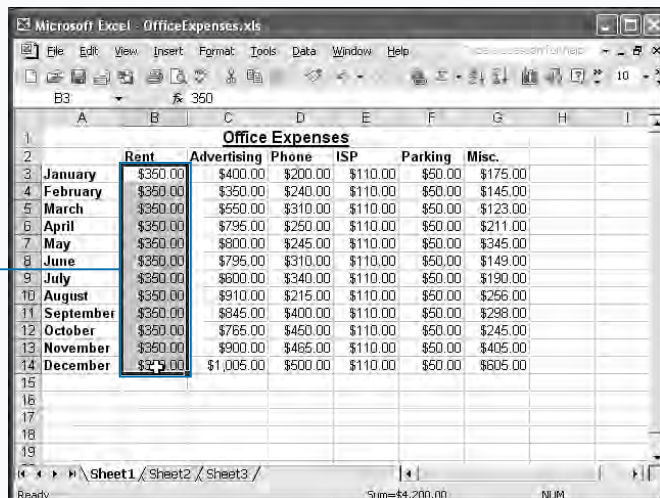 Microsoft Excel - OfficeExpenses.xls
File Edit View Insert Format Tools Data Window Help
10
B3 fx 350
A B C D E F G H I
1 Office Expenses
2 Rent Advertising Phone ISP Parking Misc.
3 January $350.00 $400.00 $200.00 $110.00 $50.00 $175.00
4 February $350.00 $350.00 $240.00 $110.00 $50.00 $145.00
5 March $350.00 $550.00 $310.00 $110.00 $50.00 $123.00
6 April $350.00 $795.00 $250.00 $110.00 $50.00 $211.00
7 May $350.00 $800.00 $245.00 $110.00 $50.00 $345.00
8 June $350.00 $795.00 $310.00 $110.00 $50.00 $149.00
9 July $350.00 $600.00 $340.00 $110.00 $50.00 $190.00
10 August $350.00 $910.00 $215.00 $110.00 $50.00 $256.00
11 September $350.00 $845.00 $400.00 $110.00 $50.00 $298.00
12 October $350.00 $765.00 $450.00 $110.00 $50.00 $245.00
13 November $350.00 $900.00 $465.00 $110.00 $50.00 $405.00
14 December $1,005.00 $500.00 $110.00 $50.00 $605.00
15
16
17
18
19
Sheet1 / Sheet2 / Sheet3 /
Ready Sum=$4,200.00 NUM